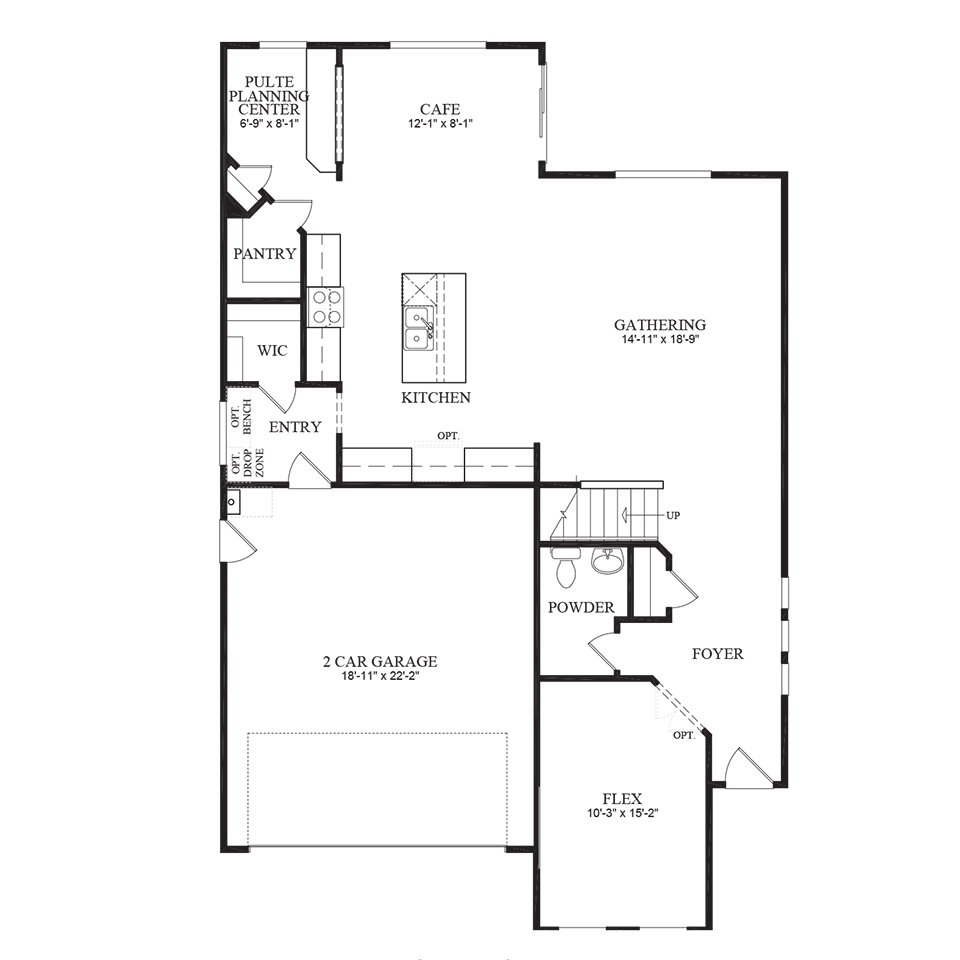 PULTE
PLANNING
CENTER
6'-9" x 8'-1"
CAFE
12'-1" x 8'-1"
PANTRY
GATHERING
14'-11" x 18'-9"
WIC
KITCHEN
OPT.
BENCH
ENTRY
OPT.
OPT.
DROP
ZONE
UP
POWDER
FOYER
2 CAR GARAGE
18'-11" x 22'-2"
OPT.
FLEX
10'-3" x 15'-2"